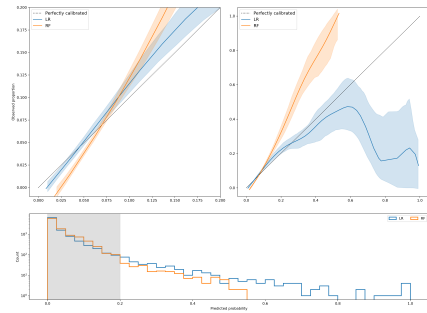 Perfectly calibrated
LR
RF
Observed proportion
0.200
0.175
0.150
0.125
0.100
0.075
0.050
0.025
0.000
0.000 0.025 0.050 0.075 0.100 0.125 0.150 0.175 0.200
Perfectly calibrated
LR
RF
1.0
0.8
0.6
0.4
0.2
0.0
0.0 0.2 0.4 0.6 0.8 1.0
LR RF
Count
0.0 0.2 0.4 0.6 0.8 1.0
Predicted probability